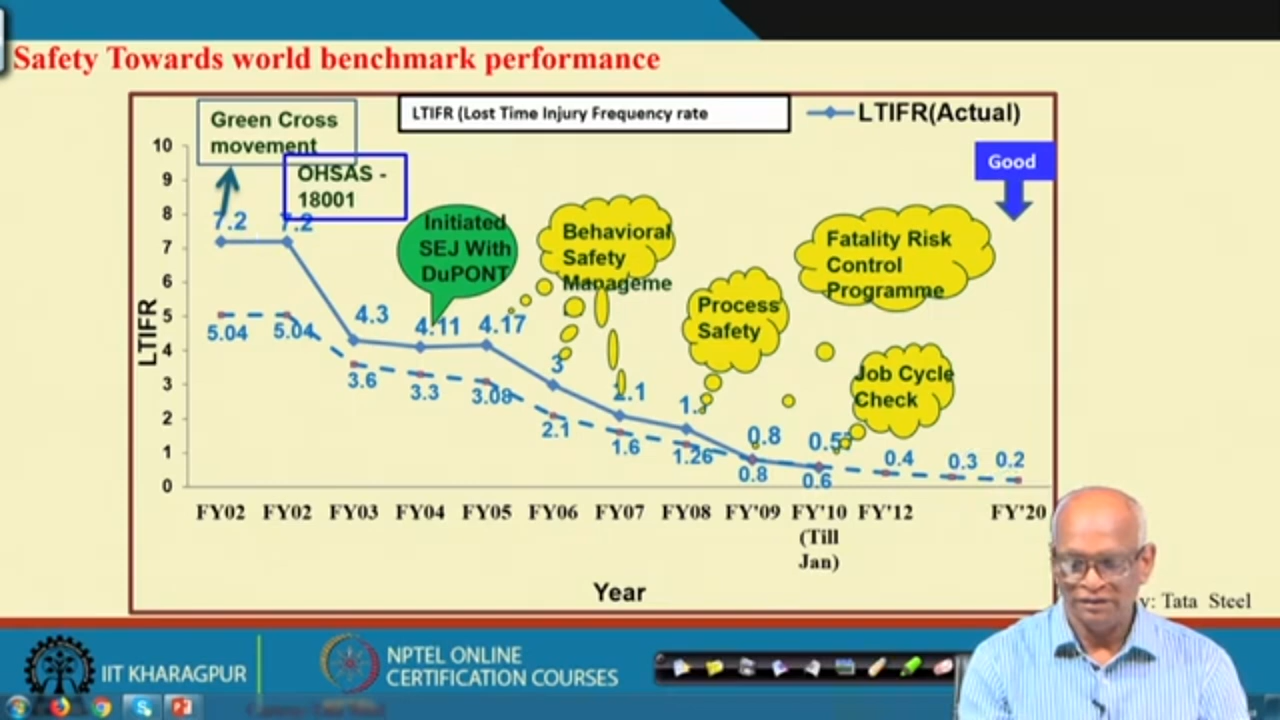 Safety Towards world benchmark performance
Green Cross
movement
LTIFR (Lost Time Injury Frequency rate
LTIFR(Actual)
OHSAS -
18001
Good
Initiated
SEJ With
DuPONT
Behavioral
Safety
Manageme
Process
Safety
Fatality Risk
Control
Programme
Job Cycle
Check
LTIFR
10
9
8
7
6
5
4
3
2
1
0
7.2 7.2 4.3 4.11 4.17 3 2.1 0.8
5.04 5.04 3.6 3.3 3.08 2.1 1.6 1.26 0.8 0.6 0.4 0.3 0.2
FY02 FY02 FY03 FY04 FY05 FY06 FY07 FY08 FY'09 FY'10 FY'12 FY'20
(Till
Jan)
Year
y: Tata Steel
IIT KHARAGPUR
NPTEL ONLINE
CERTIFICATION COURSES